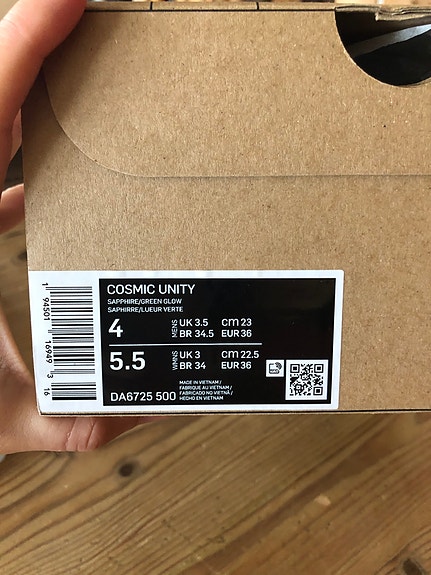 COSMIC UNITY
SAPPHIRE/GREEN GLOW
SAPHIRRE/LUEUR VERTE
4 MENS UK 3.5 cm 23
BR 34.5 EUR 36
5.5 WMNS UK 3 cm 22.5
BR 34 EUR 36
MADE IN VIETNAM /
FABRIQUE AU VIETNAM /
FABRICADO NO VIETNÃ /
HECHO EN VIETNAM
DA6725 500
1 94501 16949 3 16